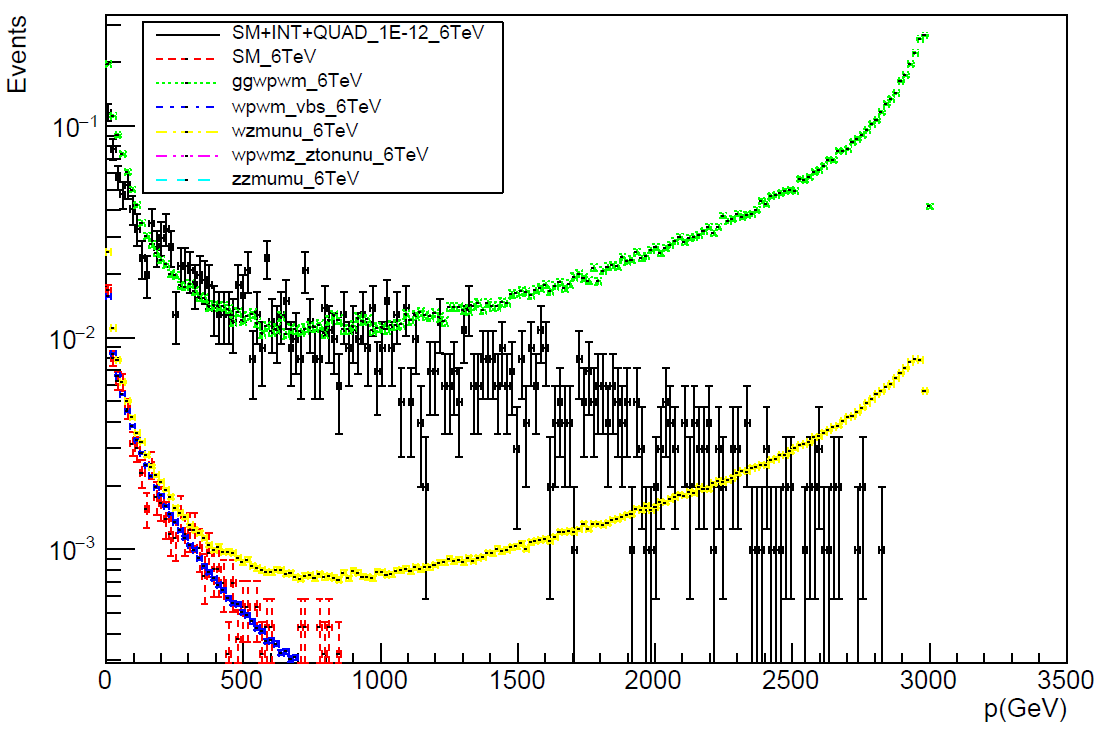 Events
SM+INT+QUAD_1E-12_6TeV
SM_6TeV
ggwpwm_6TeV
wpwm_vbs_6TeV
wzmunu_6TeV
wpwmz_ztonunu_6TeV
zzmumu_6TeV
10⁻¹
10⁻²
10⁻³
0 500 1000 1500 2000 2500 3000 3500
p(GeV)